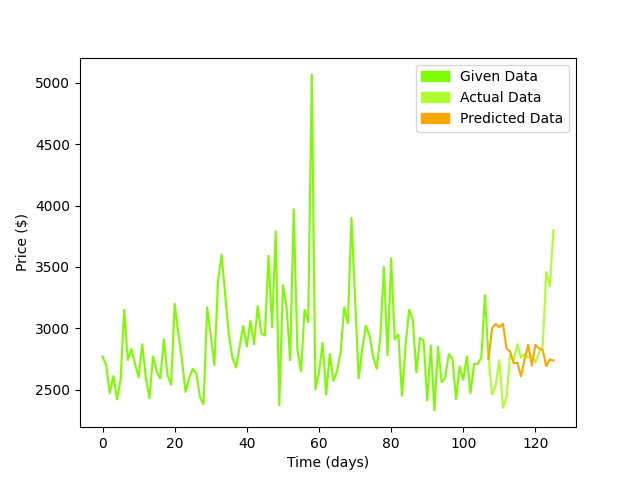 Given Data
Actual Data
Predicted Data
5000
4500
4000
3500
3000
2500
Price ($)
0 20 40 60 80 100 120
Time (days)